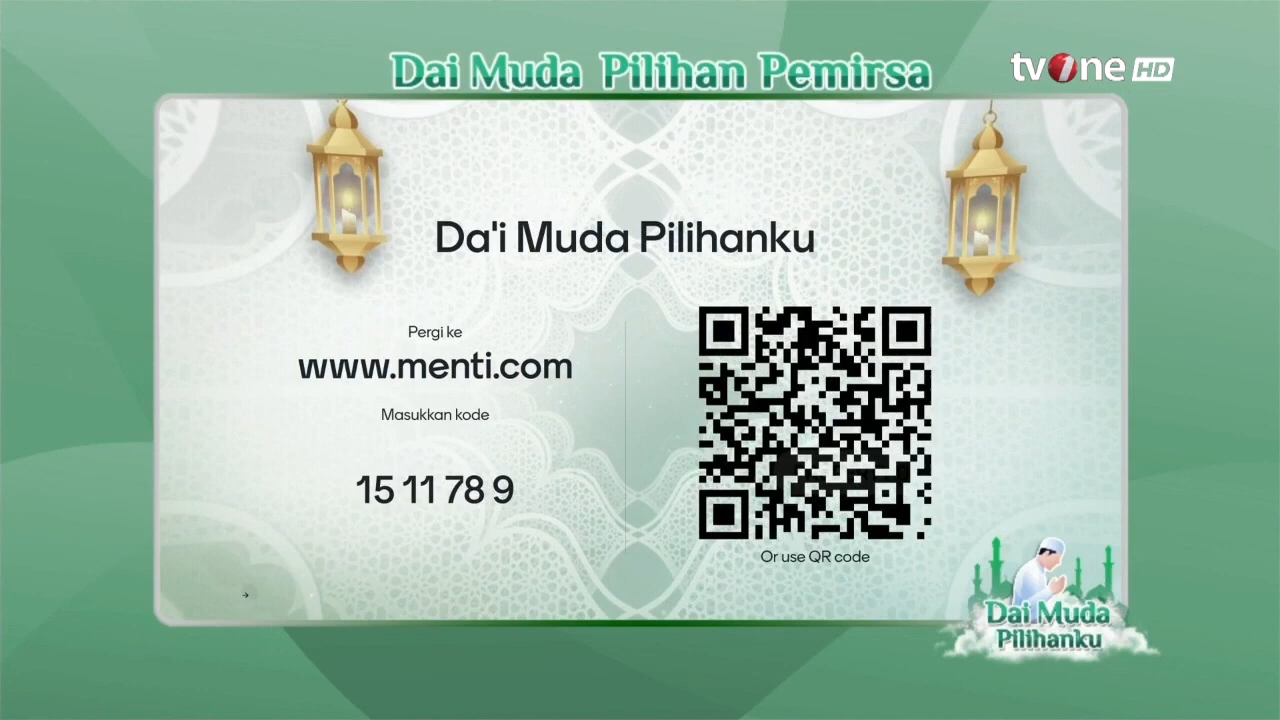 Dai Muda Pilihan Pemirsa
tvOne HD
Da'i Muda Pilihanku
Pergi ke
www.menti.com
Masukkan kode
15 11 78 9
Or use QR code
Dai Muda
Pilihanku